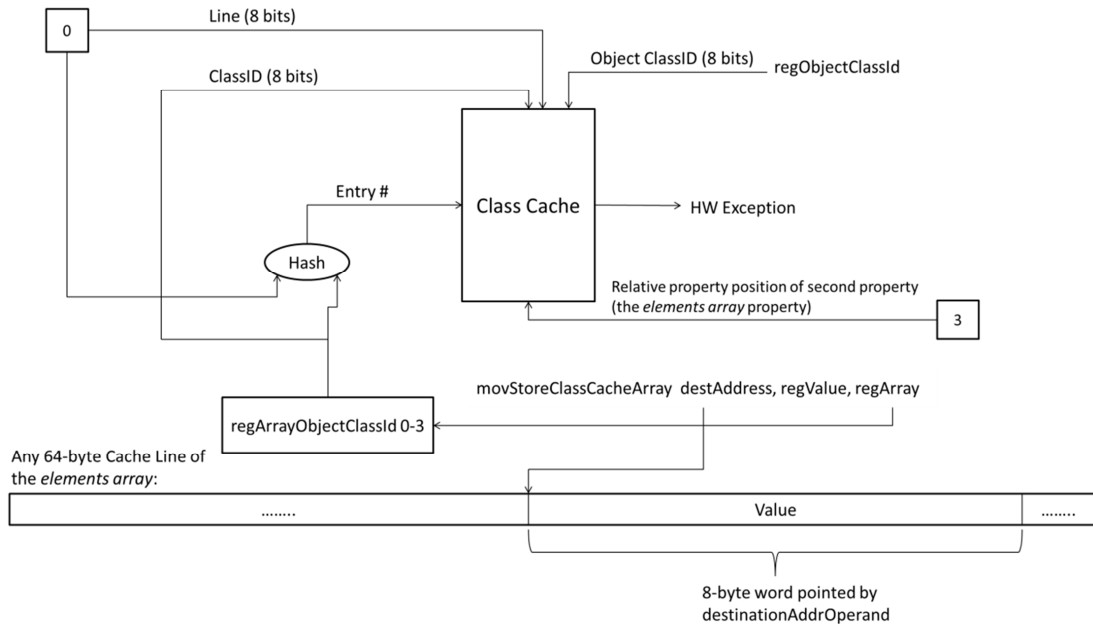 Line (8 bits)
0
Object ClassID (8 bits)
regObjectClassId
ClassID (8 bits)
Entry #
Class Cache
HW Exception
Hash
Relative property position of second property
(the elements array property)
3
movStoreClassCacheArray destAddress, regValue, regArray
regArrayObjectClassId 0-3
Any 64-byte Cache Line of
the elements array:
........
Value
........
8-byte word pointed by
destinationAddrOperand